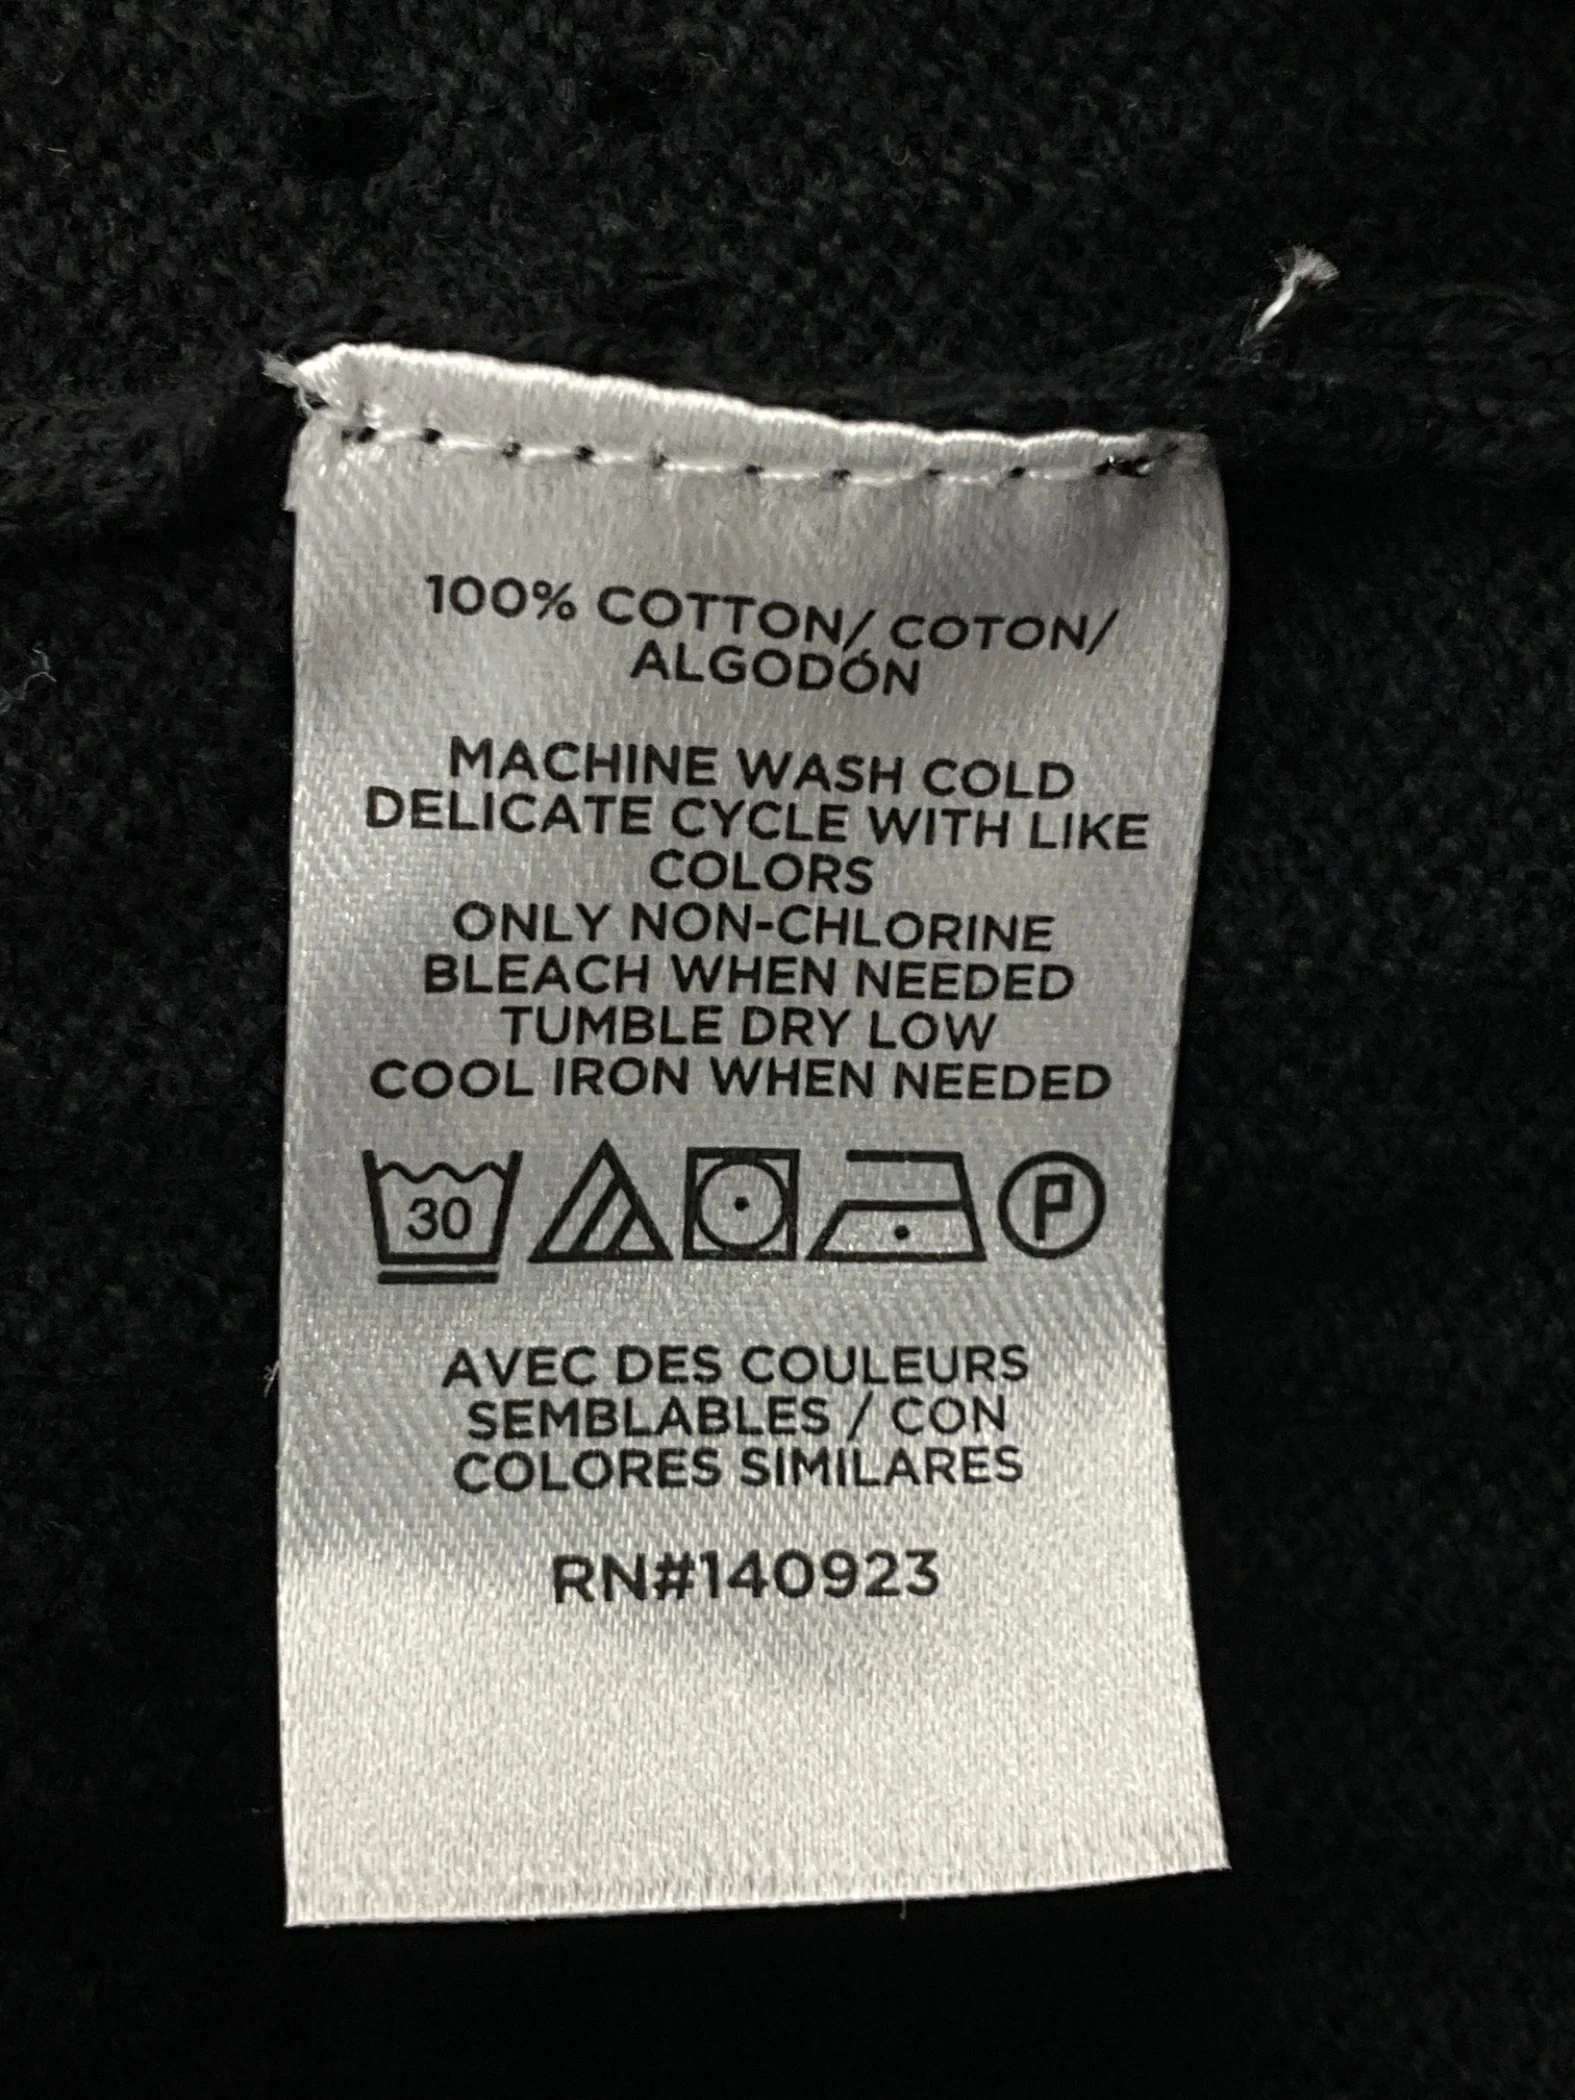 100% COTTON/ COTON/
ALGODÓN
MACHINE WASH COLD
DELICATE CYCLE WITH LIKE
COLORS
ONLY NON-CHLORINE
BLEACH WHEN NEEDED
TUMBLE DRY LOW
COOL IRON WHEN NEEDED
30 P
AVEC DES COULEURS
SEMBLABLES / CON
COLORES SIMILARES
RN#140923